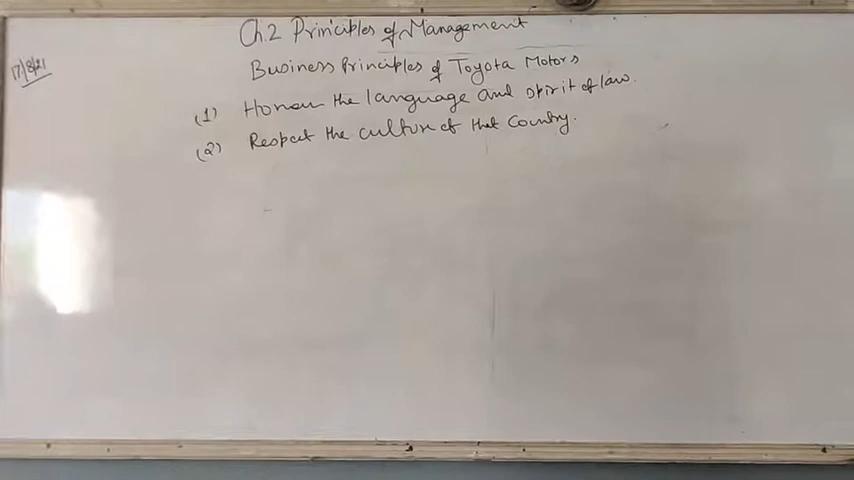 Ch.2 Principles of Management
17/8/21
Business Principles of Toyota Motors
(1) Honour the language and spirit of law.
(2) Respect the culture of that Country.